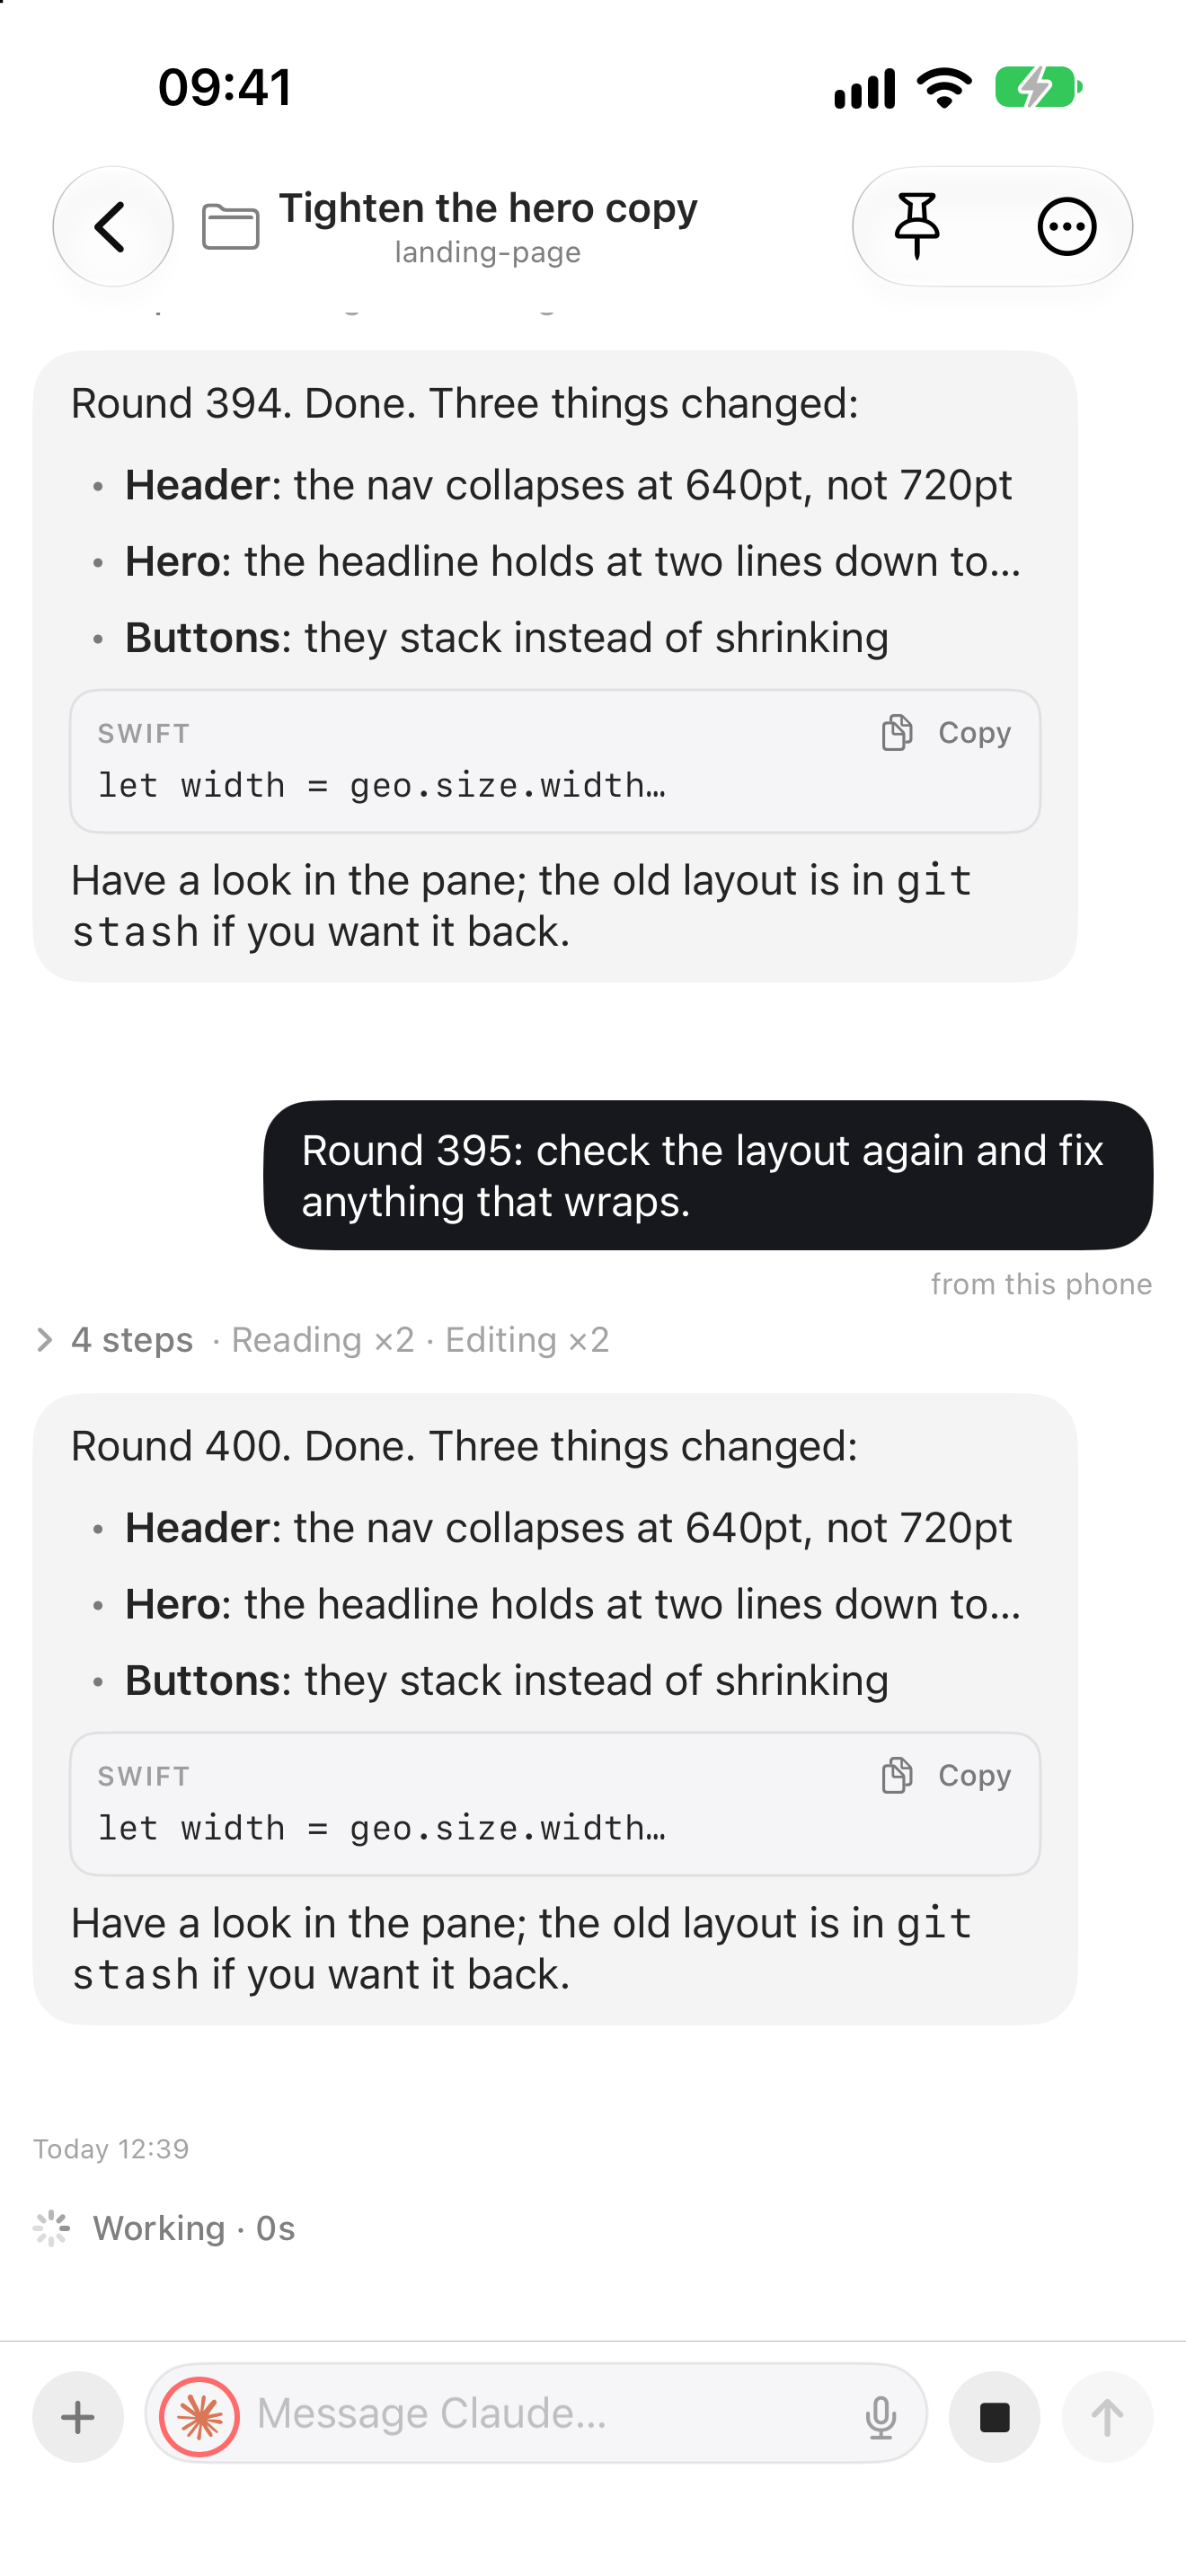 09:41
Tighten the hero copy
landing-page
Round 394. Done. Three things changed:
• Header: the nav collapses at 640pt, not 720pt
• Hero: the headline holds at two lines down to…
• Buttons: they stack instead of shrinking
SWIFT
Copy
let width = geo.size.width…
Have a look in the pane; the old layout is in git
stash if you want it back.
Round 395: check the layout again and fix
anything that wraps.
from this phone
4 steps · Reading ×2 · Editing ×2
Round 400. Done. Three things changed:
• Header: the nav collapses at 640pt, not 720pt
• Hero: the headline holds at two lines down to…
• Buttons: they stack instead of shrinking
SWIFT
Copy
let width = geo.size.width…
Have a look in the pane; the old layout is in git
stash if you want it back.
Today 12:39
Working · 0s
Message Claude…